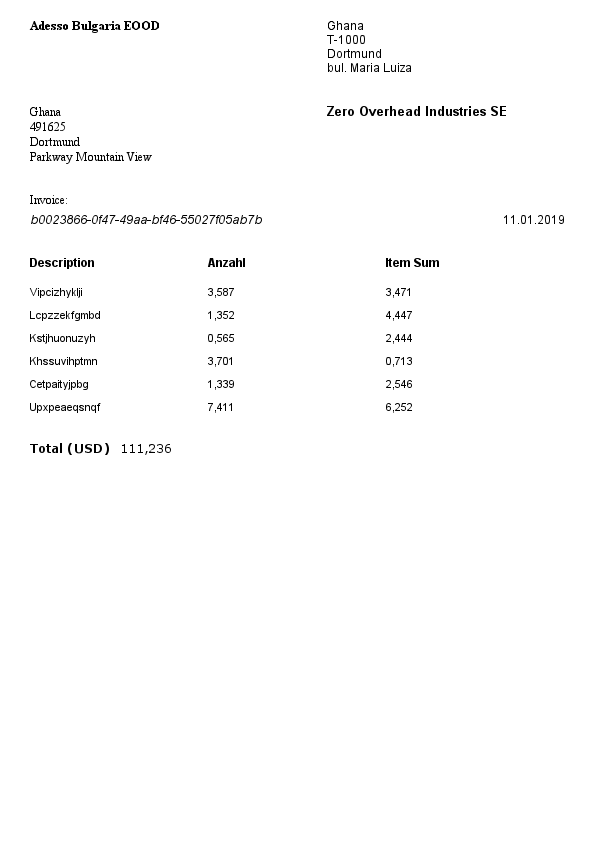 Adesso Bulgaria EOOD
Ghana
T-1000
Dortmund
bul. Maria Luiza
Ghana
491625
Dortmund
Parkway Mountain View
Zero Overhead Industries SE
Invoice:
b0023866-0f47-49aa-bf46-55027f05ab7b 11.01.2019
Description Anzahl Item Sum
Vipcizhyklji 3,587 3,471
Lcpzzekfgmbd 1,352 4,447
Kstjhuonuzyh 0,565 2,444
Khssuvihptmn 3,701 0,713
Cetpaityjpbg 1,339 2,546
Upxpeaeqsnqf 7,411 6,252
Total (USD) 111,236